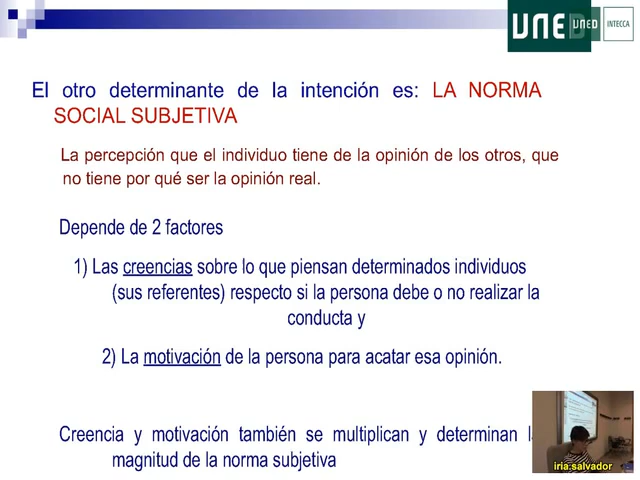 UNED
UNED
INTECCA
El otro determinante de la intención es: LA NORMA
SOCIAL SUBJETIVA
La percepción que el individuo tiene de la opinión de los otros, que
no tiene por qué ser la opinión real.
Depende de 2 factores
1) Las creencias sobre lo que piensan determinados individuos
(sus referentes) respecto si la persona debe o no realizar la
conducta y
2) La motivación de la persona para acatar esa opinión.
Creencia y motivación también se multiplican y determinan
magnitud de la norma subjetiva
iria.salvador